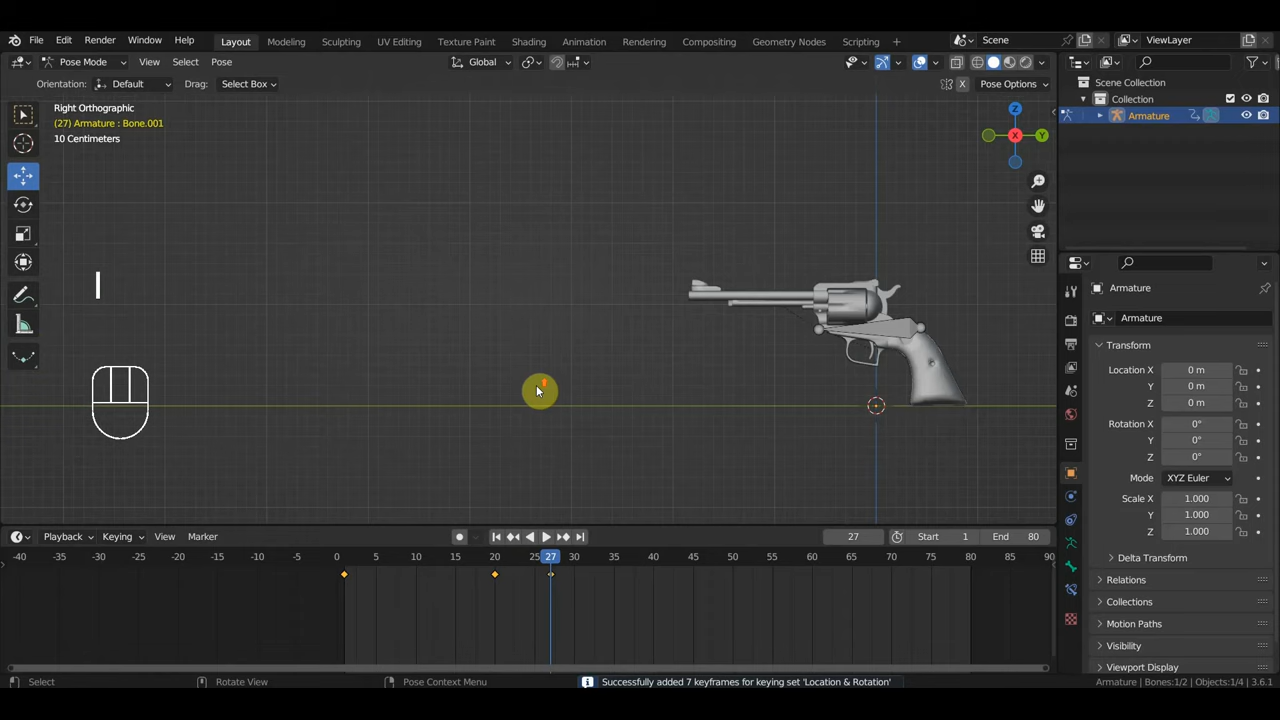 File Edit Render Window Help Layout Modeling Sculpting UV Editing Texture Paint Shading Animation Rendering Compositing Geometry Nodes Scripting + Scene ViewLayer
Pose Mode View Select Pose Global
Orientation: Default Drag: Select Box X Pose Options
Right Orthographic
(27) Armature : Bone.001
10 Centimeters
Z
X
Y
I
Scene Collection
Collection
Armature
Armature
Armature
Transform
Location X 0 m
Y 0 m
Z 0 m
Rotation X 0°
Y 0°
Z 0°
Mode XYZ Euler
Scale X 1.000
Y 1.000
Z 1.000
Delta Transform
Relations
Collections
Motion Paths
Visibility
Viewport Display
Playback Keying View Marker 27 Start 1 End 80
-40 -35 -30 -25 -20 -15 -10 -5 0 5 10 15 20 25 27 30 35 40 45 50 55 60 65 70 75 80 85 90
Select Rotate View Pose Context Menu Successfully added 7 keyframes for keying set 'Location & Rotation' Armature | Bones:1/2 | Objects:1/4 | 3.6.1